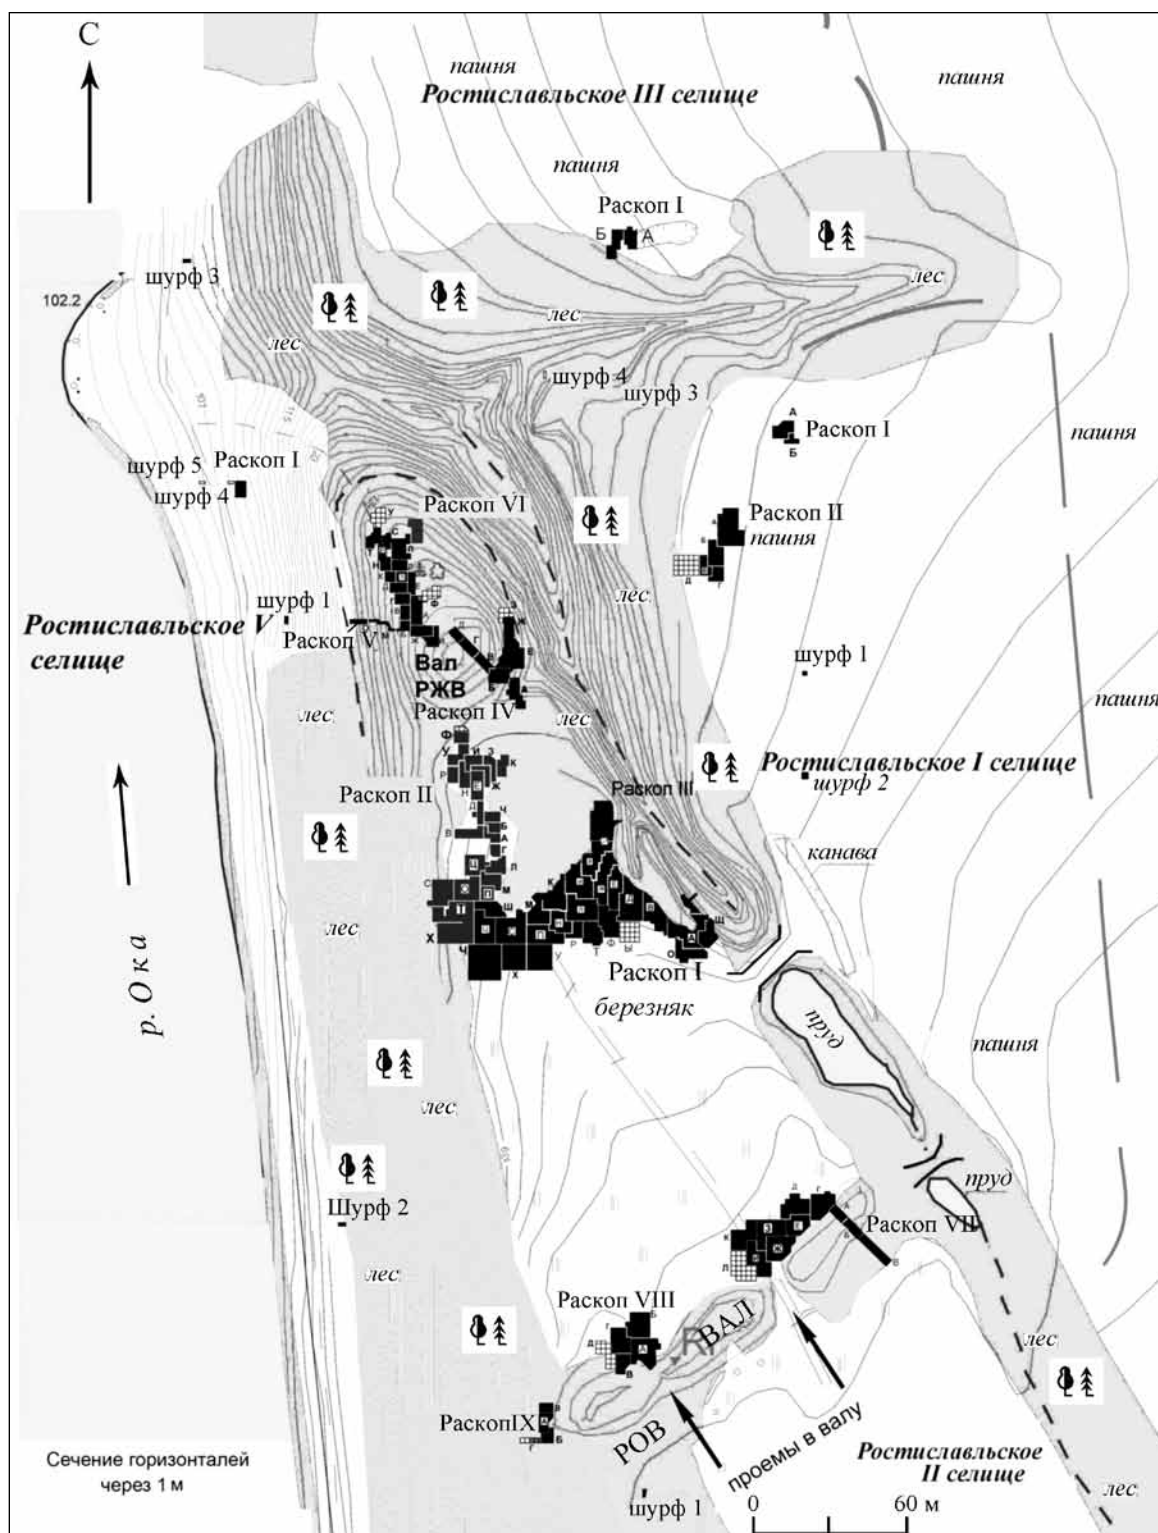 С
пашня
Ростиславльское III селище
пашня
пашня
Раскоп I
Б
А
шурф 3
102.2
лес
лес
лес
шурф 4
шурф 3
А
Раскоп I
Б
пашня
101
115
шурф 5
Раскоп I
шурф 4
У
Раскоп VI
С
Раскоп II
пашня
Д
Г
лес
шурф 1
Ростиславльское V
селище
Раскоп V
Вал
РЖВ
Раскоп IV
шурф 1
пашня
лес
лес
Ростиславльское I селище
шурф 2
Ф
У И З
К
Р
Ж
Н
Раскоп II
Раскоп III
Ч
Б
А
Г
Л
М
Ш
канава
С
Ю
Т
Х
Ч
Х
У
Р
Т
Ф
Ы
О
А
Щ
лес
Раскоп I
березняк
р. Ока
пруд
пашня
лес
Шурф 2
лес
пруд
Д
Г
К
З
Ж
Л
В
Раскоп VII
Раскоп VIII
Б
Г
Д
А
В
ВАЛ
R
лес
Раскоп IX
А
Б
РОВ
проемы в валу
Ростиславльское
II селище
лес
Сечение горизонталей
через 1 м
шурф 1
0
60 м